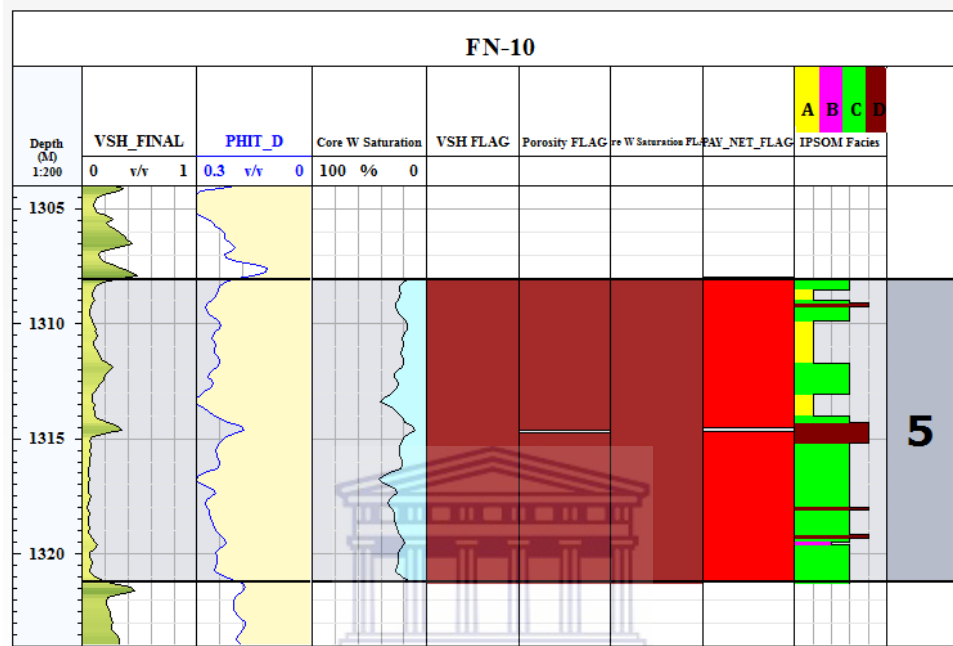 FN-10
A B C D
Depth
(M)
1:200
VSH_FINAL
0 v/v 1
PHIT_D
0.3 v/v 0
Core W Saturation
100 % 0
VSH FLAG
Porosity FLAG
re W Saturation FLA
PAY_NET_FLAG
IPSOM Facies
1305
1310
1315
1320
5